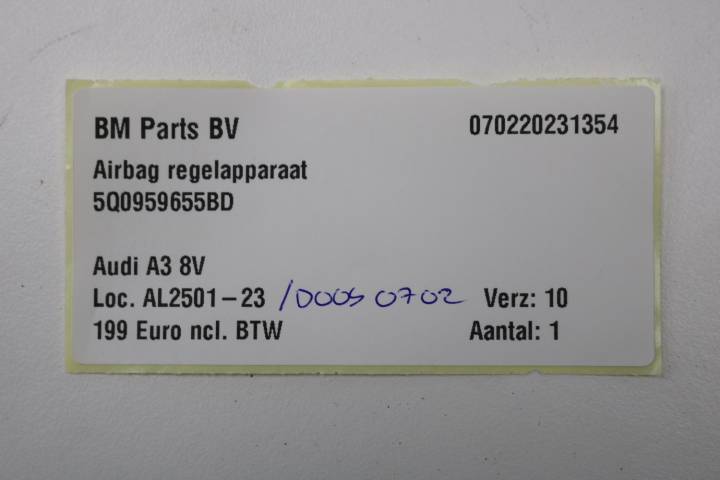 BM Parts BV 070220231354
Airbag regelapparaat
5Q0959655BD
Audi A3 8V
Loc. AL2501-23 /D00S 0702 Verz: 10
199 Euro ncl. BTW Aantal: 1